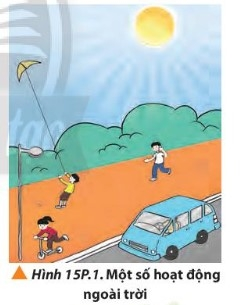 ▲ Hình 15P.1. Một số hoạt động
ngoài trời